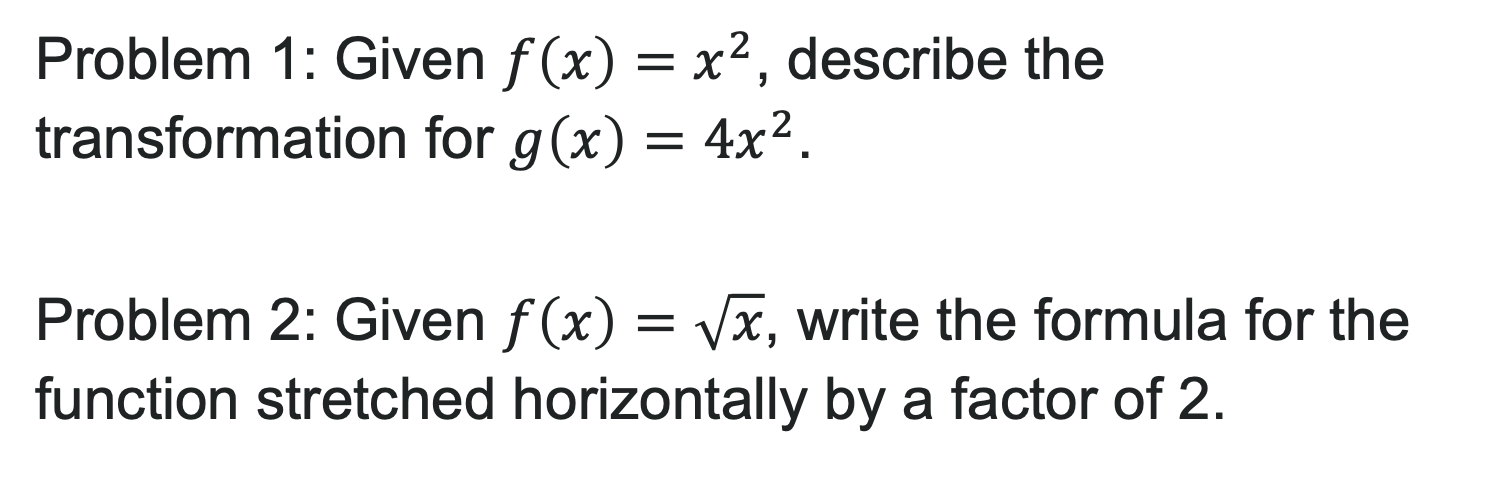 Problem 1: Given f(x) = x², describe the
transformation for g(x) = 4x².
Problem 2: Given f(x) = √x, write the formula for the
function stretched horizontally by a factor of 2.